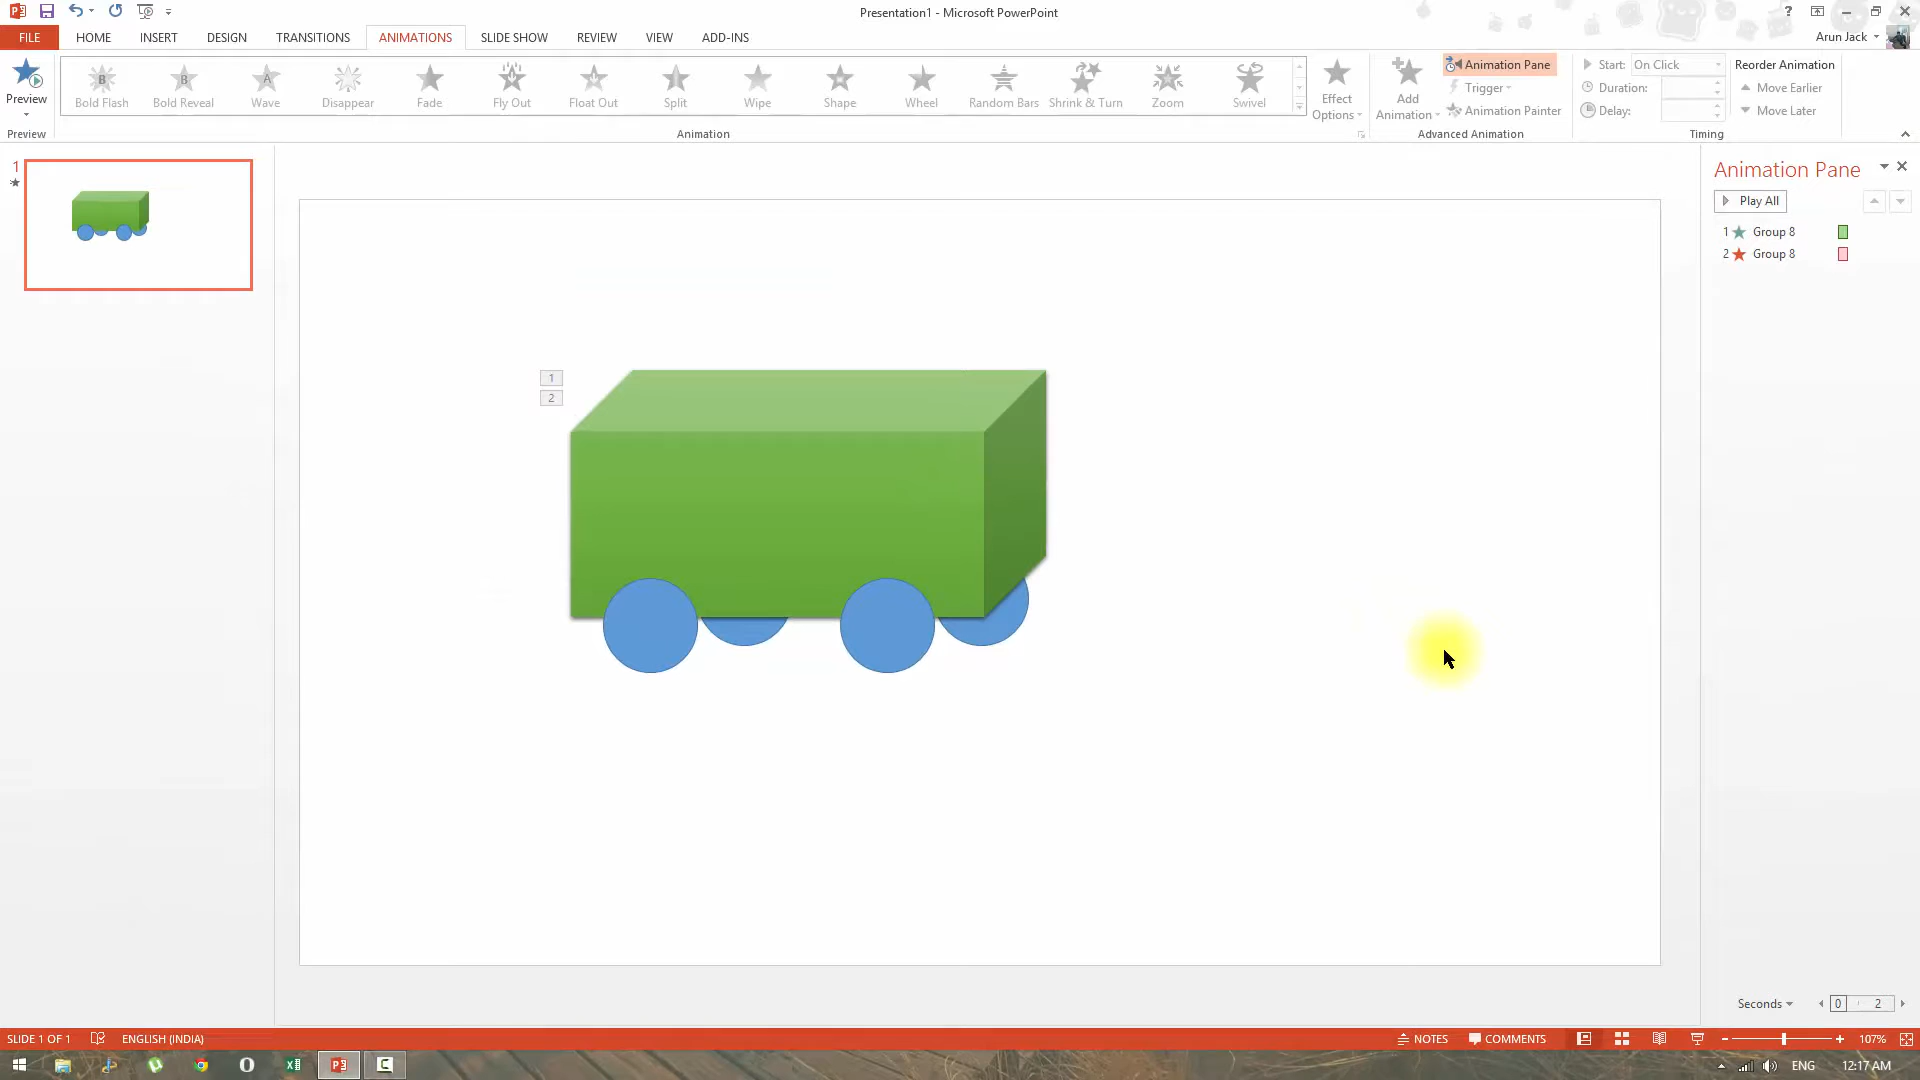 Presentation1 - Microsoft PowerPoint
?
FILE HOME INSERT DESIGN TRANSITIONS ANIMATIONS SLIDE SHOW REVIEW VIEW ADD-INS
Arun Jack
Preview
B B A
Bold Flash Bold Reveal Wave Disappear Fade Fly Out Float Out Split Wipe Shape Wheel Random Bars Shrink & Turn Zoom Swivel
Effect Options
Add Animation
Animation Pane
Trigger
Animation Painter
Start: On Click
Duration:
Delay:
Reorder Animation
Move Earlier
Move Later
Preview Animation Advanced Animation Timing
1
1
2
Animation Pane
Play All
1 Group 8
2 Group 8
Seconds 0 2
SLIDE 1 OF 1 ENGLISH (INDIA) NOTES COMMENTS 107%
ENG 12:17 AM